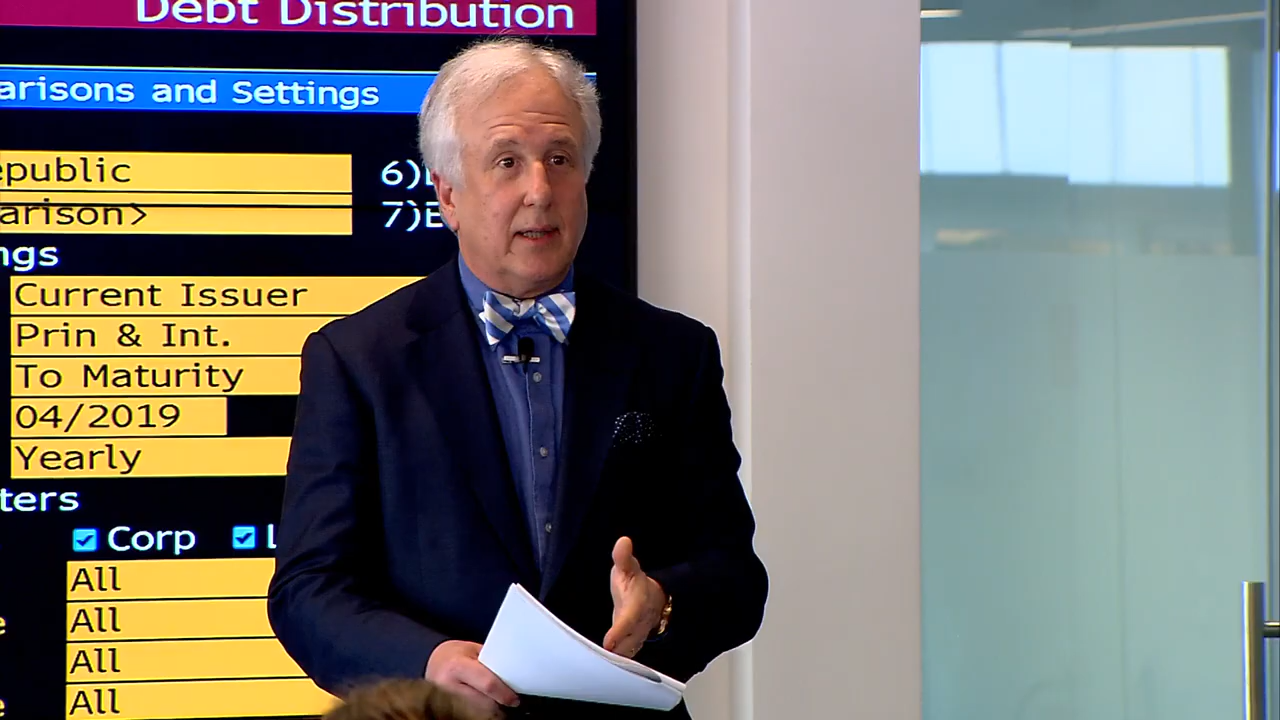 Debt Distribution
arisons and Settings
epublic 6)
arison> 7)E
ngs
Current Issuer
Prin & Int.
To Maturity
04/2019
Yearly
ters
Corp
All
All
All
All